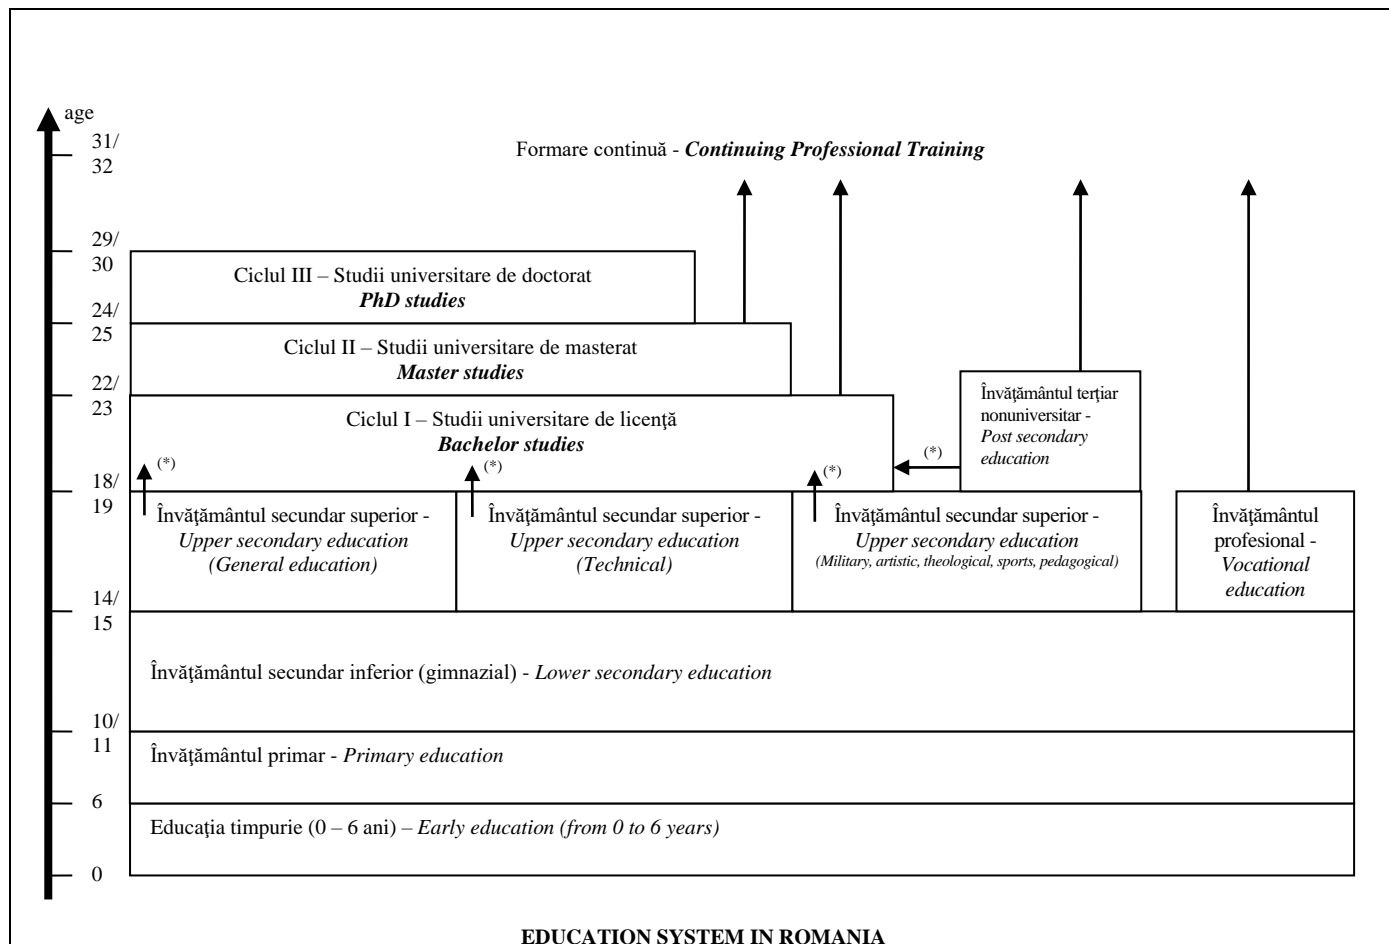 age
31/
32
Formare continuă - Continuing Professional Training
29/
30
Ciclul III – Studii universitare de doctorat
PhD studies
24/
25
Ciclul II – Studii universitare de masterat
Master studies
22/
23
Ciclul I – Studii universitare de licenţă
Bachelor studies
Învăţământul terţiar
nonuniversitar -
Post secondary
education
(*)
(*)
(*)
(*)
18/
19
Învăţământul secundar superior -
Upper secondary education
(General education)
Învăţământul secundar superior -
Upper secondary education
(Technical)
Învăţământul secundar superior -
Upper secondary education
(Military, artistic, theological, sports, pedagogical)
Învăţământul
profesional -
Vocational
education
14/
15
Învăţământul secundar inferior (gimnazial) - Lower secondary education
10/
11
Învăţământul primar - Primary education
6
Educaţia timpurie (0 – 6 ani) – Early education (from 0 to 6 years)
0
EDUCATION SYSTEM IN ROMANIA